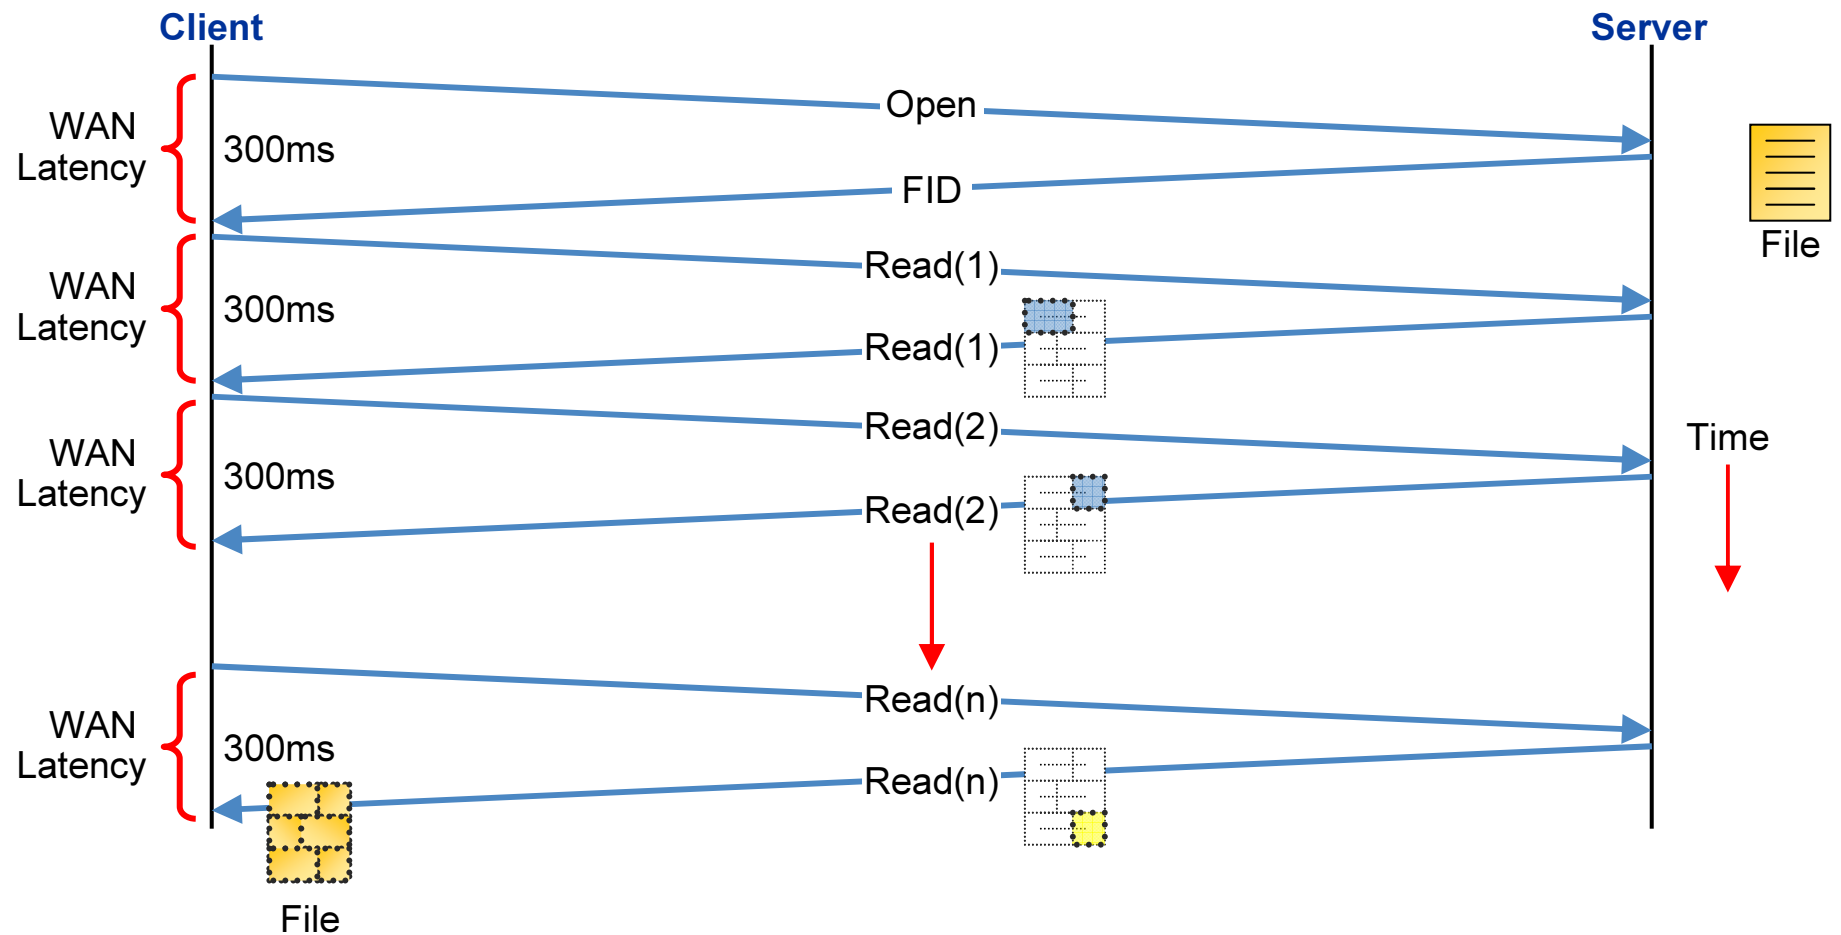 Client
Server
Open
WAN
Latency
300ms
FID
File
Read(1)
WAN
Latency
300ms
Read(1)
Read(2)
Time
WAN
Latency
300ms
Read(2)
Read(n)
WAN
Latency
300ms
Read(n)
File